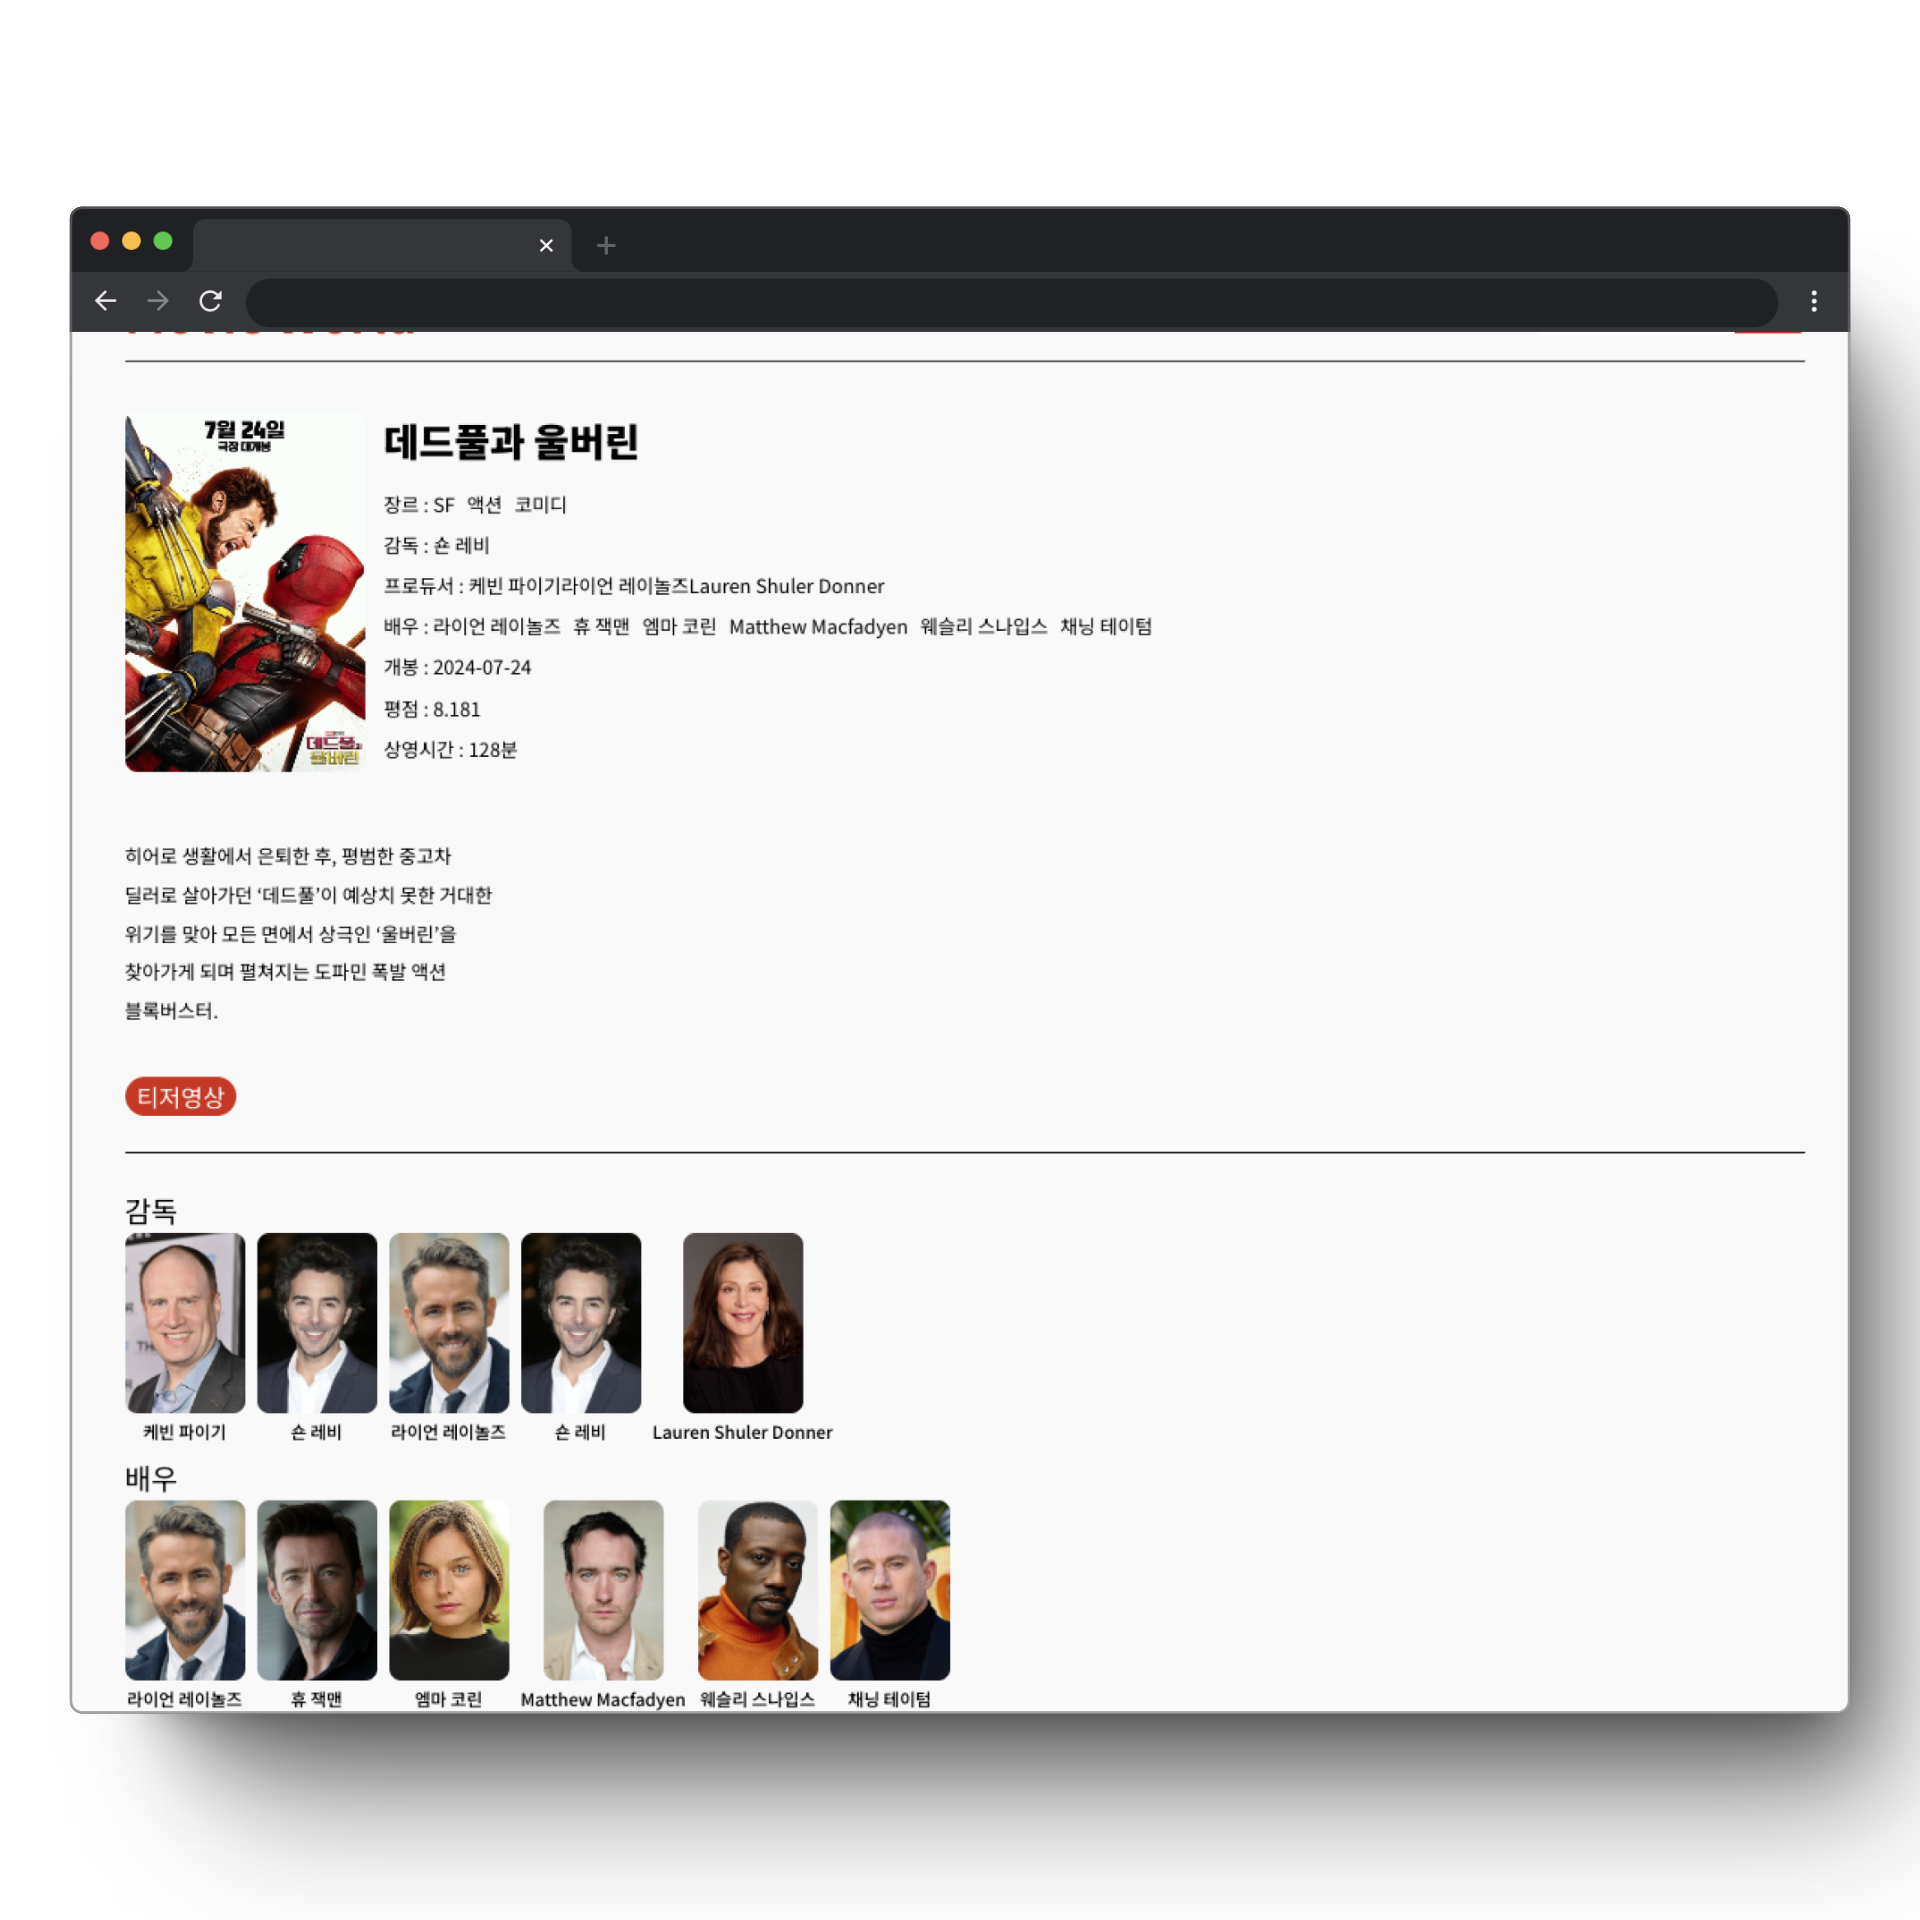 7월 24일
극장 대개봉
데드풀과 울버린
장르 : SF 액션 코미디
감독 : 숀 레비
프로듀서 : 케빈 파이기라이언 레이놀즈Lauren Shuler Donner
배우 : 라이언 레이놀즈 휴 잭맨 엠마 코린 Matthew Macfadyen 웨슬리 스나입스 채닝 테이텀
개봉 : 2024-07-24
평점 : 8.181
상영시간 : 128분
데드풀과
울버린
히어로 생활에서 은퇴한 후, 평범한 중고차
딜러로 살아가던 ‘데드풀’이 예상치 못한 거대한
위기를 맞아 모든 면에서 상극인 ‘울버린’을
찾아가게 되며 펼쳐지는 도파민 폭발 액션
블록버스터.
티저영상
감독
케빈 파이기 숀 레비 라이언 레이놀즈 숀 레비 Lauren Shuler Donner
배우
라이언 레이놀즈 휴 잭맨 엠마 코린 Matthew Macfadyen 웨슬리 스나입스 채닝 테이텀